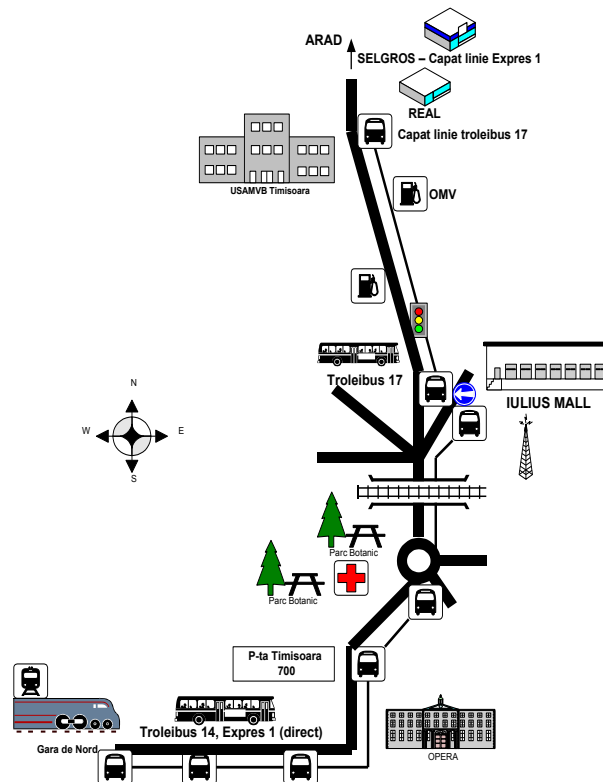 ARAD
SELGROS – Capat linie Expres 1
REAL
Capat linie troleibus 17
USAMVB Timisoara
OMV
Troleibus 17
IULIUS MALL
N
W
E
S
Parc Botanic
Parc Botanic
P-ta Timisoara
700
Troleibus 14, Expres 1 (direct)
Gara de Nord
OPERA